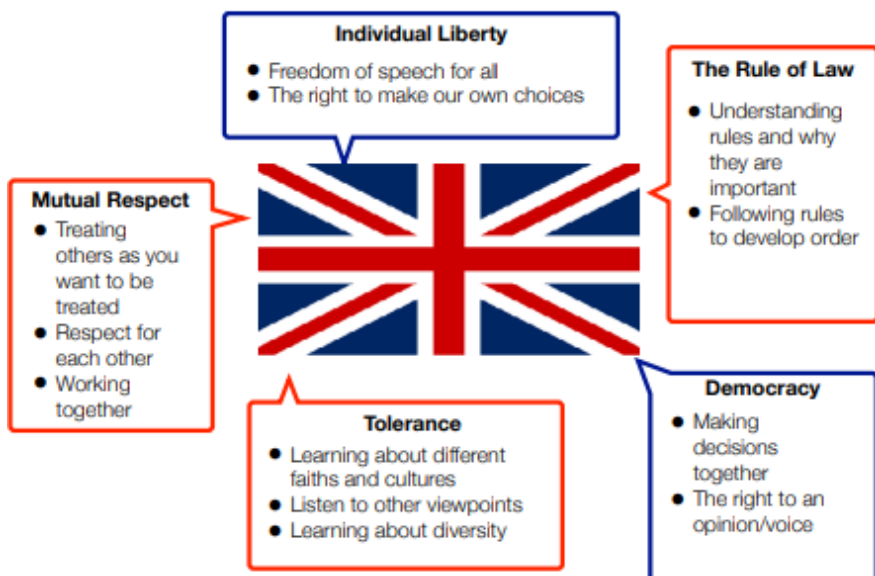 Individual Liberty
● Freedom of speech for all
● The right to make our own choices
The Rule of Law
● Understanding
rules and why
they are
important
● Following rules
to develop order
Mutual Respect
● Treating
others as you
want to be
treated
● Respect for
each other
● Working
together
Tolerance
● Learning about different
faiths and cultures
● Listen to other viewpoints
● Learning about diversity
Democracy
● Making
decisions
together
● The right to an
opinion/voice